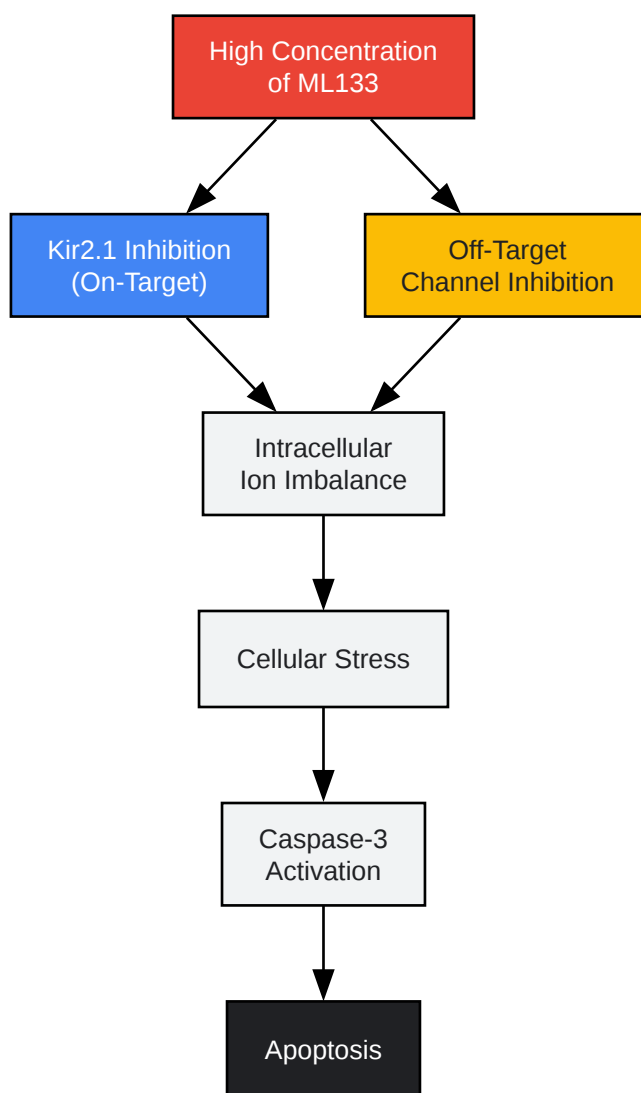 High Concentration
of ML133
Kir2.1 Inhibition
(On-Target)
Off-Target
Channel Inhibition
Intracellular
Ion Imbalance
Cellular Stress
Caspase-3
Activation
Apoptosis